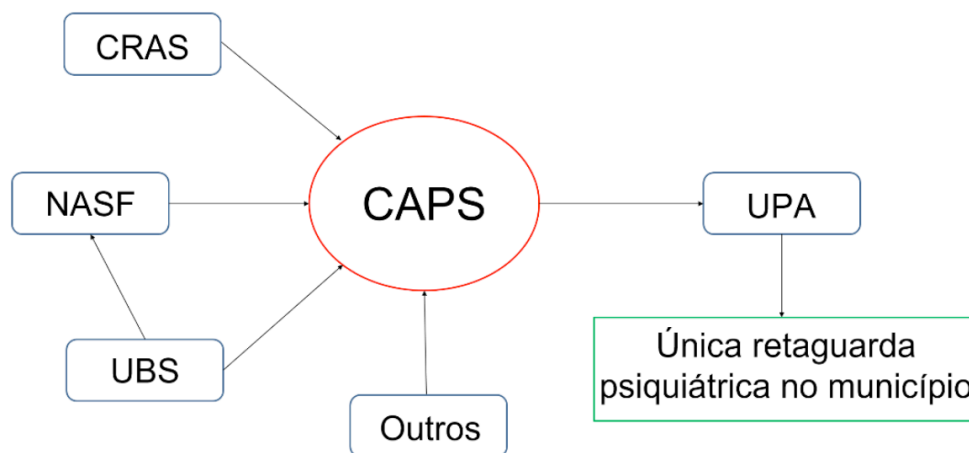 CRAS
NASF
CAPS
UPA
UBS
Outros
Única retaguarda
psiquiátrica no município